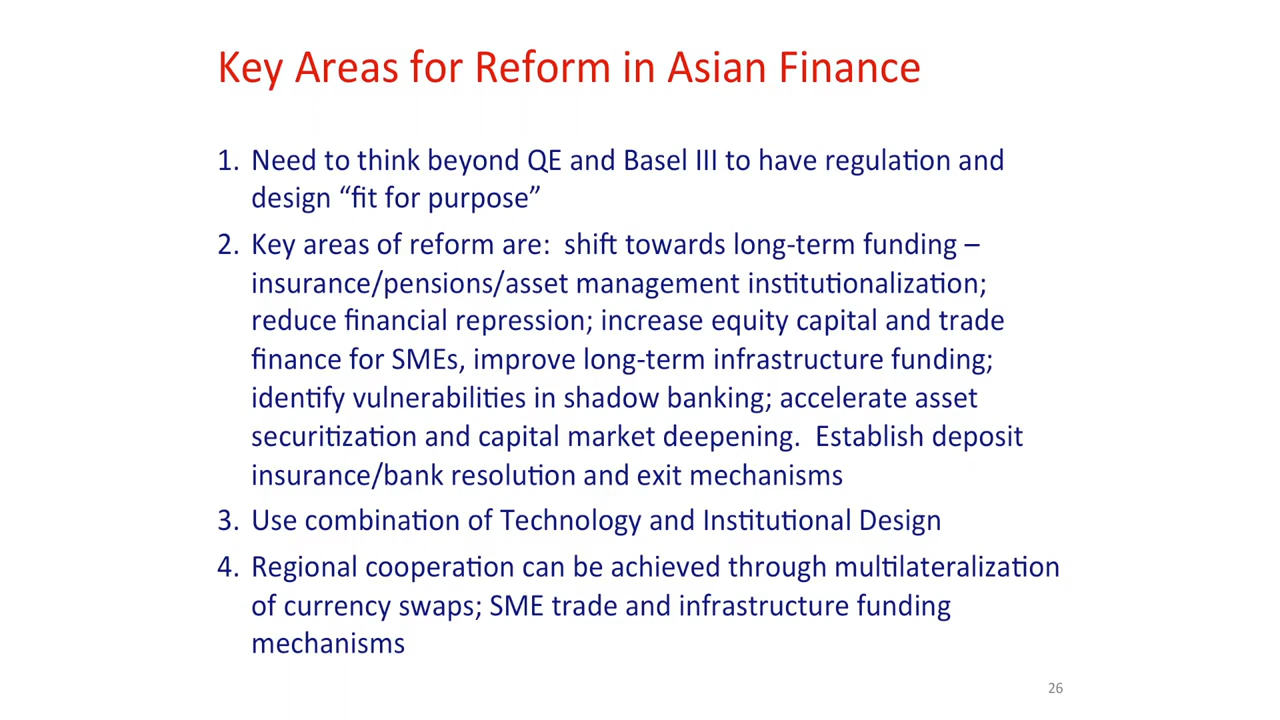 Key Areas for Reform in Asian Finance
1. Need to think beyond QE and Basel III to have regulation and
design “fit for purpose”
2. Key areas of reform are:  shift towards long-term funding –
insurance/pensions/asset management institutionalization;
reduce financial repression; increase equity capital and trade
finance for SMEs, improve long-term infrastructure funding;
identify vulnerabilities in shadow banking; accelerate asset
securitization and capital market deepening.  Establish deposit
insurance/bank resolution and exit mechanisms
3. Use combination of Technology and Institutional Design
4. Regional cooperation can be achieved through multilateralization
of currency swaps; SME trade and infrastructure funding
mechanisms
26